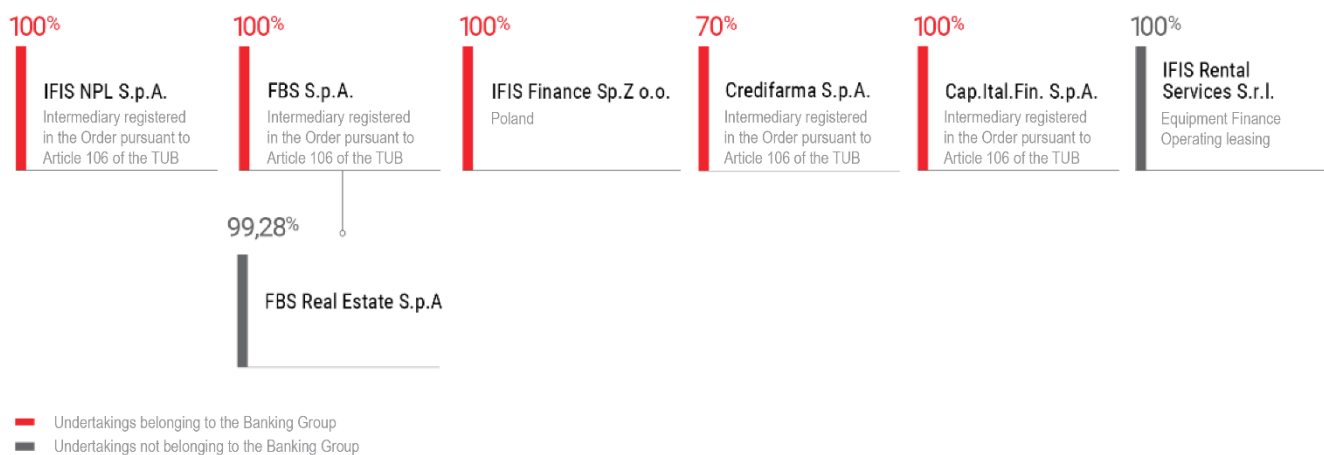 100%
IFIS NPL S.p.A.
Intermediary registered
in the Order pursuant to
Article 106 of the TUB
100%
FBS S.p.A.
Intermediary registered
in the Order pursuant to
Article 106 of the TUB
100%
IFIS Finance Sp.Z o.o.
Poland
70%
Credifarma S.p.A.
Intermediary registered
in the Order pursuant to
Article 106 of the TUB
100%
Cap.Ital.Fin. S.p.A.
Intermediary registered
in the Order pursuant to
Article 106 of the TUB
100%
IFIS Rental
Services S.r.l.
Equipment Finance
Operating leasing
99,28%
FBS Real Estate S.p.A
Undertakings belonging to the Banking Group
Undertakings not belonging to the Banking Group